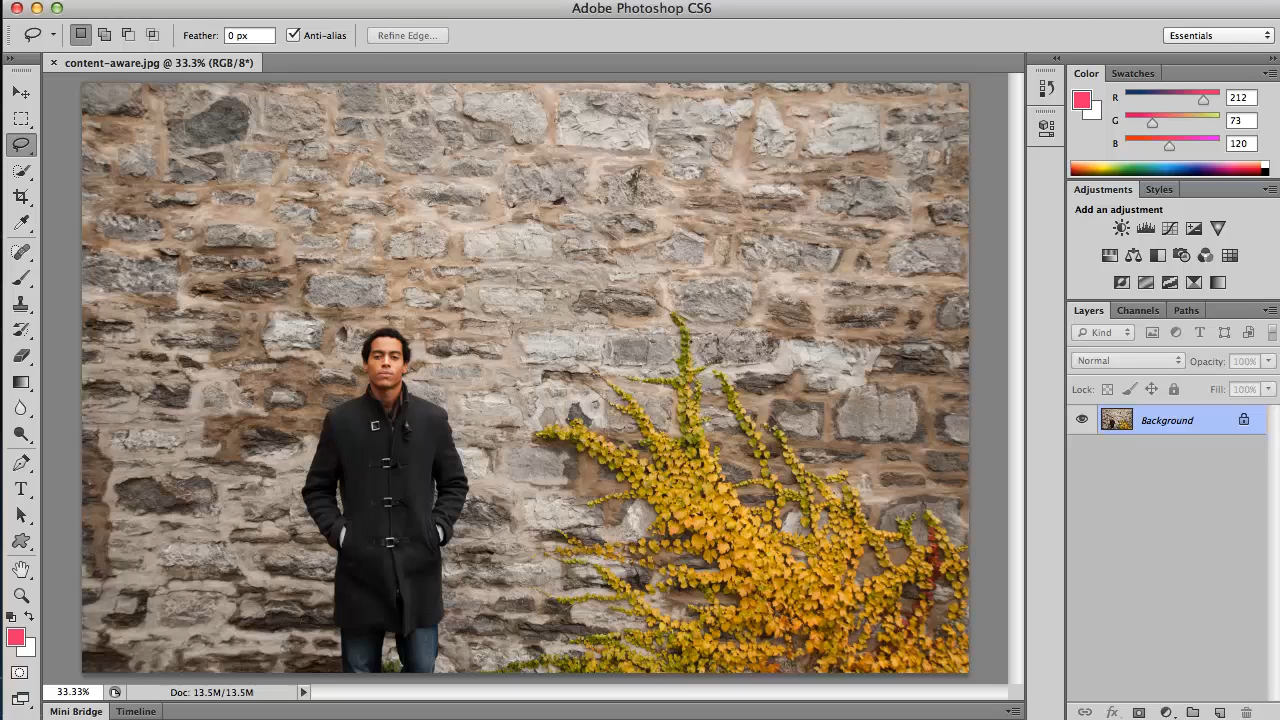 Adobe Photoshop CS6
Feather: 0 px Anti-alias Refine Edge... Essentials
content-aware.jpg @ 33.3% (RGB/8*)
Color Swatches
R 212
G 73
B 120
Adjustments Styles
Add an adjustment
Layers Channels Paths
Kind
Normal Opacity: 100%
Lock: Fill: 100%
Background
33.33% Doc: 13.5M/13.5M
Mini Bridge Timeline